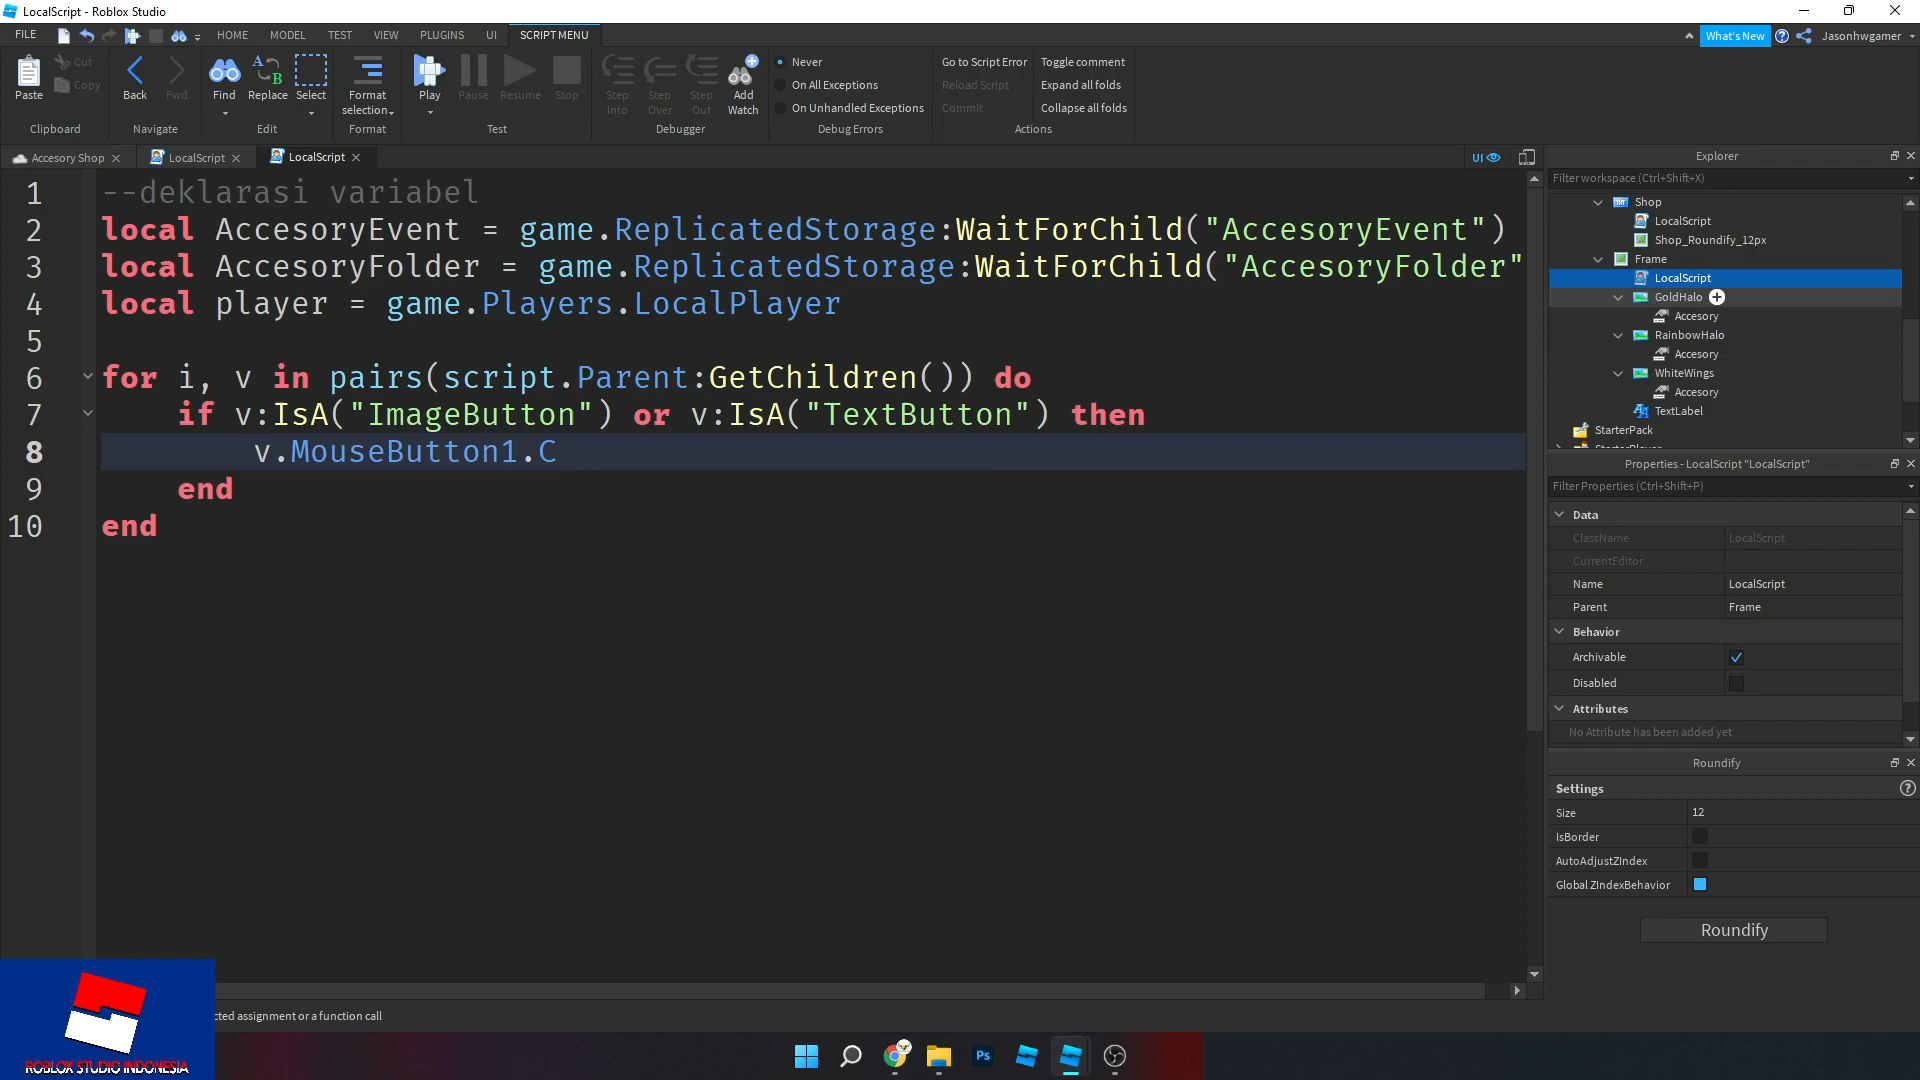 LocalScript - Roblox Studio
FILE
HOME
MODEL
TEST
VIEW
PLUGINS
UI
SCRIPT MENU
What's New
Jasonhwgamer
Paste
Cut
Copy
Clipboard
Back
Fwd
Navigate
Find
Replace
Select
Edit
Format selection
Format
Play
Pause
Resume
Stop
Test
Step Into
Step Over
Step Out
Add Watch
Debugger
Never
On All Exceptions
On Unhandled Exceptions
Debug Errors
Go to Script Error
Toggle comment
Reload Script
Expand all folds
Commit
Collapse all folds
Actions
Accesory Shop
LocalScript
LocalScript
UI
1 --deklarasi variabel
2 local AccesoryEvent = game.ReplicatedStorage:WaitForChild("AccesoryEvent")
3 local AccesoryFolder = game.ReplicatedStorage:WaitForChild("AccesoryFolder"
4 local player = game.Players.LocalPlayer
5
6 for i, v in pairs(script.Parent:GetChildren()) do
7 if v:IsA("ImageButton") or v:IsA("TextButton") then
8 v.MouseButton1.C
9 end
10 end
cted assignment or a function call
Explorer
Filter workspace (Ctrl+Shift+X)
Shop
LocalScript
Shop_Roundify_12px
Frame
LocalScript
GoldHalo
Accesory
RainbowHalo
Accesory
WhiteWings
Accesory
TextLabel
StarterPack
Properties - LocalScript "LocalScript"
Filter Properties (Ctrl+Shift+P)
Data
ClassName LocalScript
CurrentEditor
Name LocalScript
Parent Frame
Behavior
Archivable
Disabled
Attributes
No Attribute has been added yet
Roundify
Settings
Size 12
IsBorder
AutoAdjustZIndex
Global ZIndexBehavior
Roundify
ROBLOX STUDIO INDONESIA
Ps